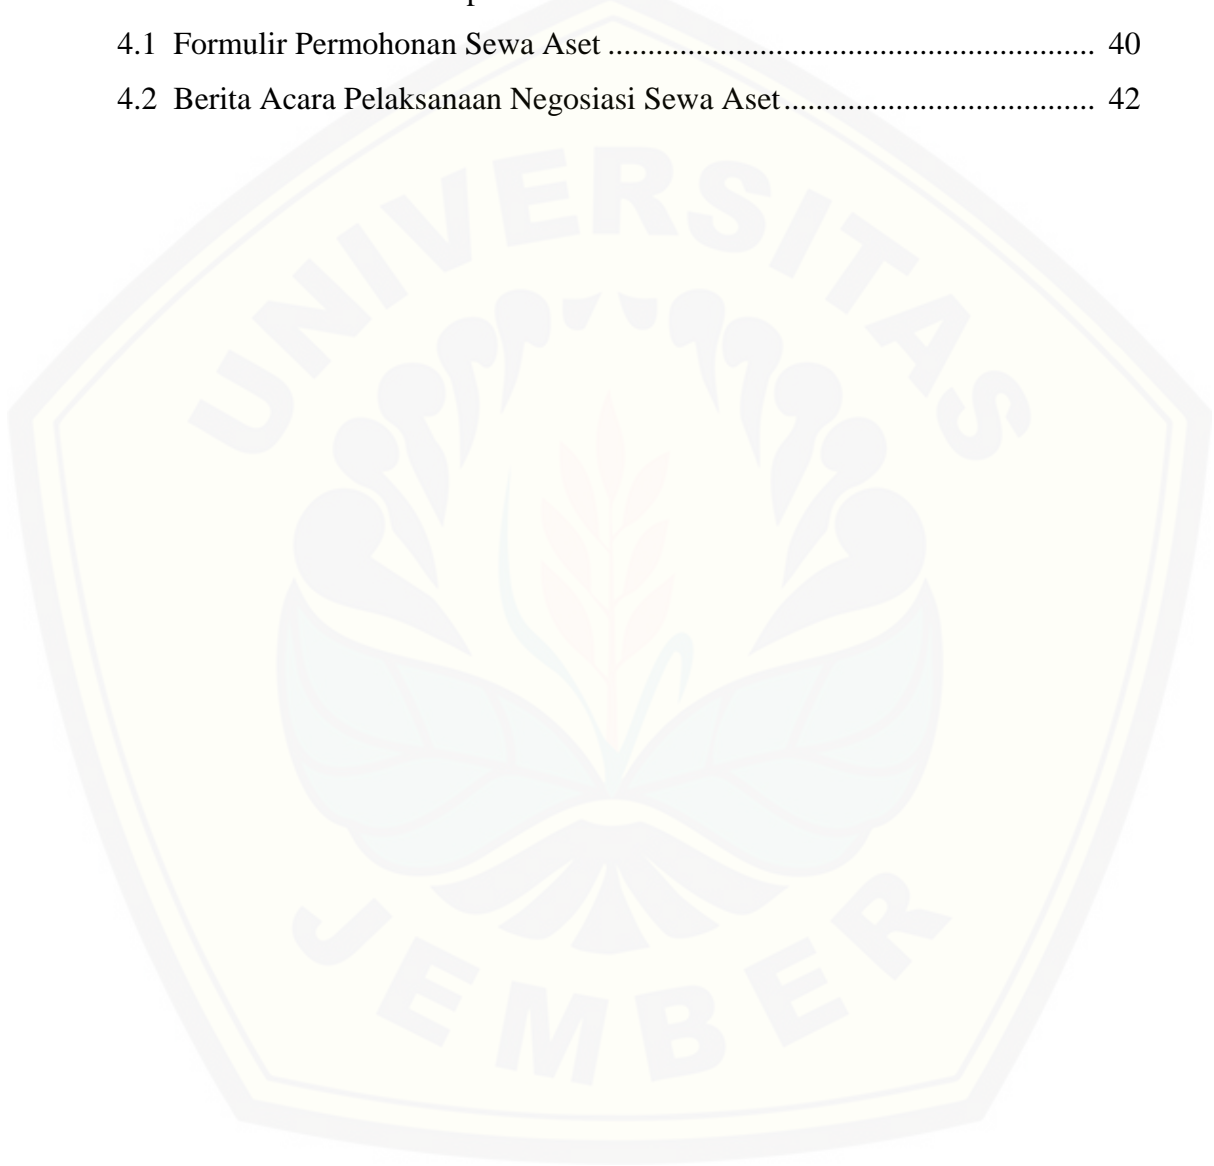 4.1 Formulir Permohonan Sewa Aset ............................................................. 40
4.2 Berita Acara Pelaksanaan Negosiasi Sewa Aset ....................................... 42
UNIVERSITAS
JEMBER